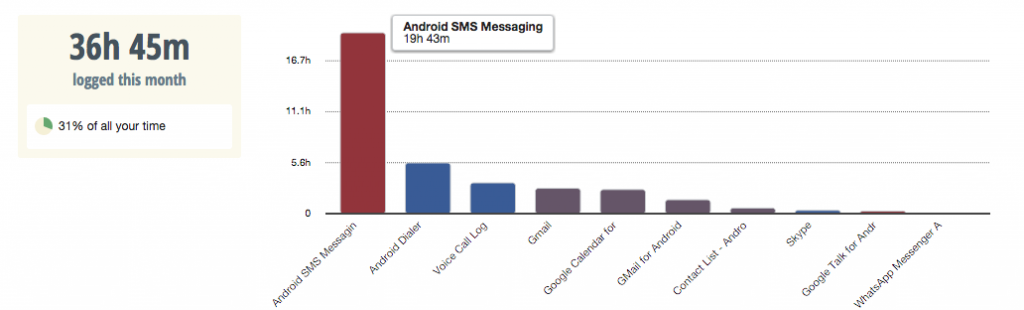 36h 45m
logged this month
31% of all your time
Android SMS Messaging
19h 43m
16.7h
11.1h
5.6h
0
Android SMS Messagin
Android Dialer
Voice Call Log
Gmail
Google Calendar for
GMail for Android
Contact List - Andro
Skype
Google Talk for Andr
WhatsApp Messenger A